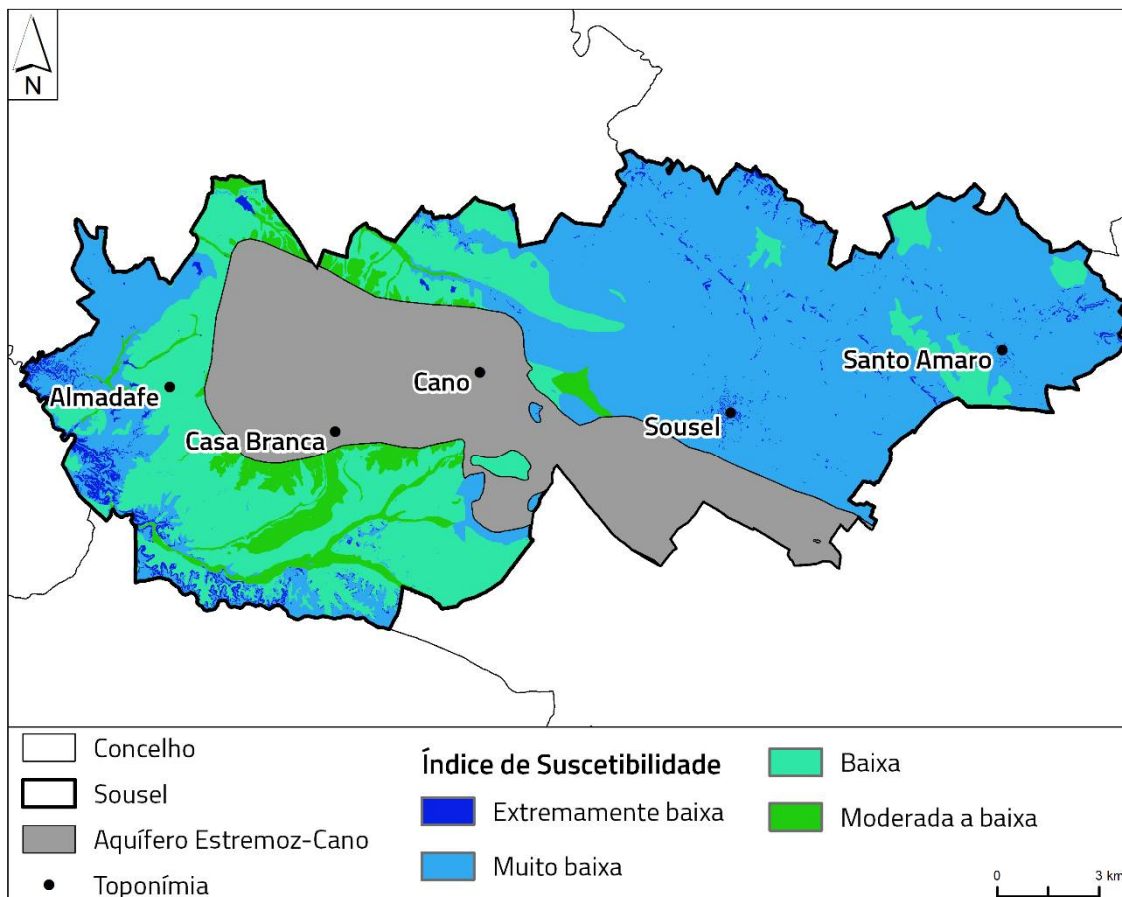 N
Santo Amaro
Cano
Almadafe
Sousel
Casa Branca
Concelho
Sousel
Aquífero Estremoz-Cano
Toponímia
Índice de Suscetibilidade
Extremamente baixa
Muito baixa
Baixa
Moderada a baixa
0 3 km